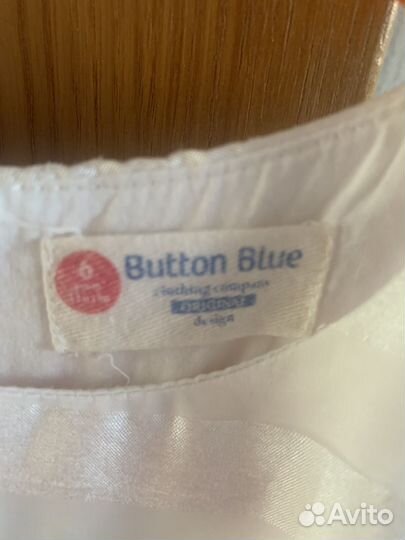 6
Button Blue
clothing company
ORIGINAL
design
Avito